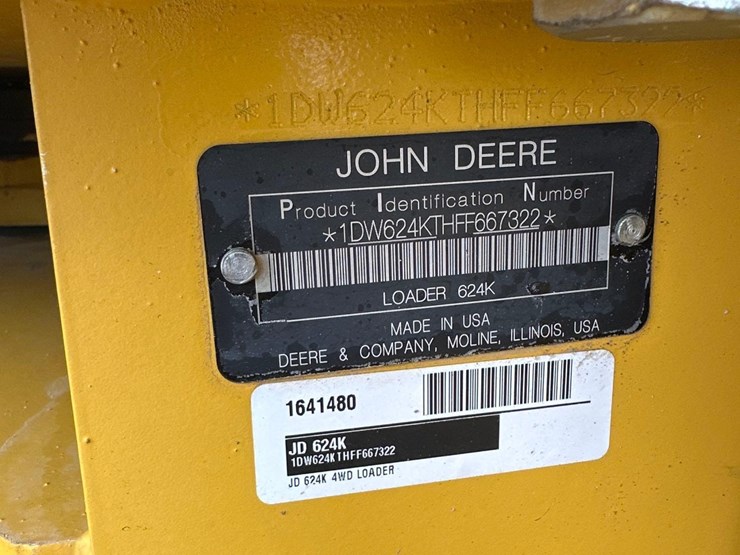 *1DW624KTHFF667322*
JOHN DEERE
Product Identification Number
*1DW624KTHFF667322*
LOADER 624K
MADE IN USA
DEERE & COMPANY, MOLINE, ILLINOIS, USA
1641480
JD 624K
1DW624KTHFF667322
JD 624K 4WD LOADER